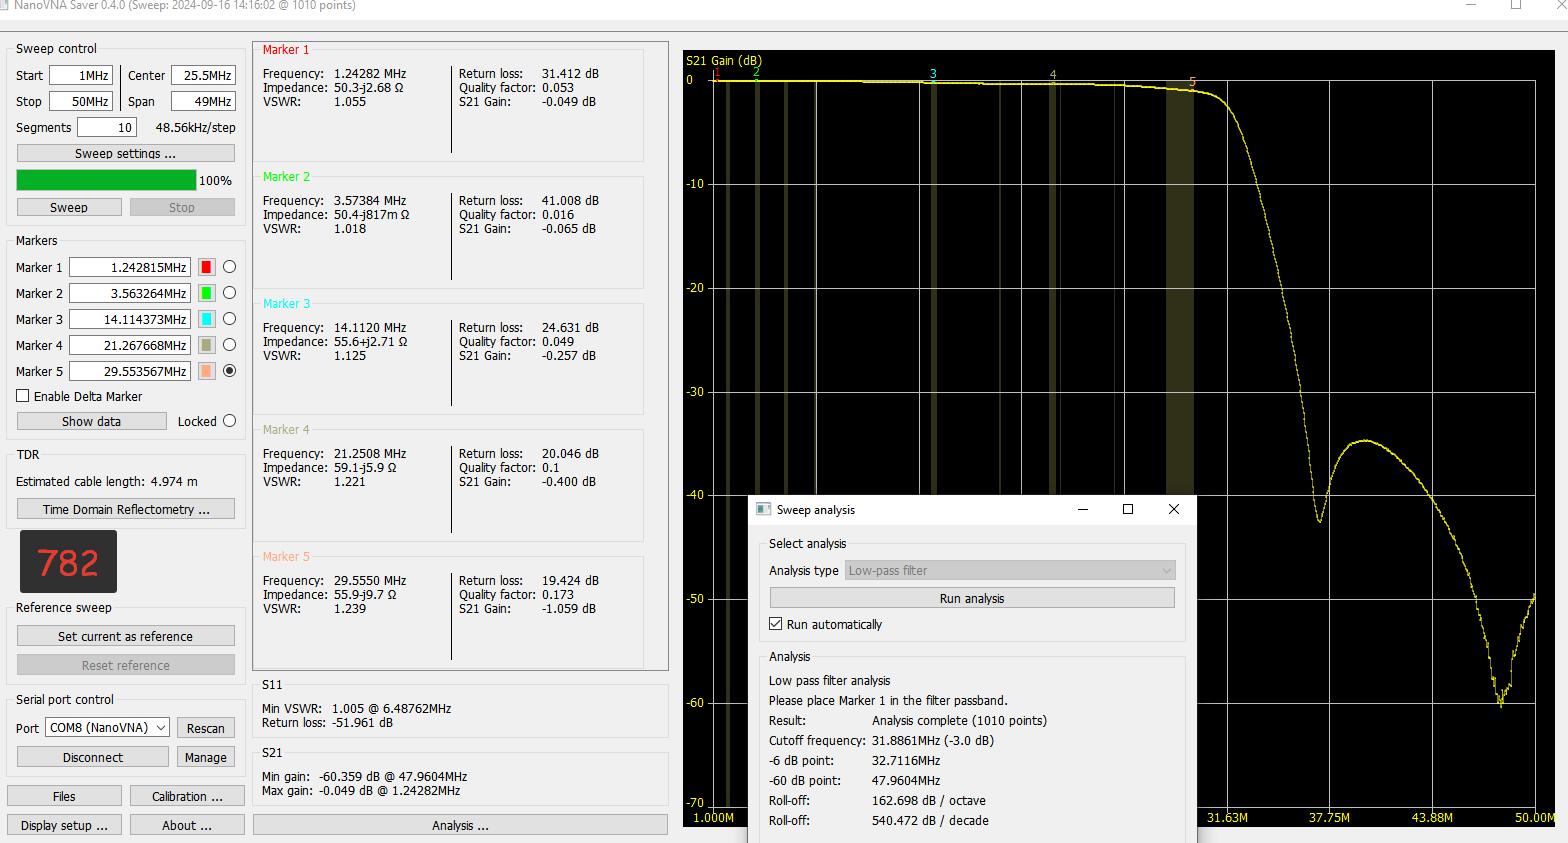 NanoVNA Saver 0.4.0 (Sweep: 2024-09-16 14:16:02 @ 1010 points)
Sweep control
Start 1MHz Center 25.5MHz
Stop 50MHz Span 49MHz
Segments 10 48.56kHz/step
Sweep settings ...
100%
Sweep Stop
Markers
Marker 1 1.242815MHz
Marker 2 3.563264MHz
Marker 3 14.114373MHz
Marker 4 21.267668MHz
Marker 5 29.553567MHz
Enable Delta Marker
Show data Locked
TDR
Estimated cable length: 4.974 m
Time Domain Reflectometry ...
782
Reference sweep
Set current as reference
Reset reference
Serial port control
Port COM8 (NanoVNA) Rescan
Disconnect Manage
Files Calibration ...
Display setup ... About ...
Marker 1
Frequency: 1.24282 MHz Return loss: 31.412 dB
Impedance: 50.3-j2.68 Ω Quality factor: 0.053
VSWR: 1.055 S21 Gain: -0.049 dB
Marker 2
Frequency: 3.57384 MHz Return loss: 41.008 dB
Impedance: 50.4-j817m Ω Quality factor: 0.016
VSWR: 1.018 S21 Gain: -0.065 dB
Marker 3
Frequency: 14.1120 MHz Return loss: 24.631 dB
Impedance: 55.6+j2.71 Ω Quality factor: 0.049
VSWR: 1.125 S21 Gain: -0.257 dB
Marker 4
Frequency: 21.2508 MHz Return loss: 20.046 dB
Impedance: 59.1-j5.9 Ω Quality factor: 0.1
VSWR: 1.221 S21 Gain: -0.400 dB
Marker 5
Frequency: 29.5550 MHz Return loss: 19.424 dB
Impedance: 55.9-j9.7 Ω Quality factor: 0.173
VSWR: 1.239 S21 Gain: -1.059 dB
S11
Min VSWR: 1.005 @ 6.48762MHz
Return loss: -51.961 dB
S21
Min gain: -60.359 dB @ 47.9604MHz
Max gain: -0.049 dB @ 1.24282MHz
Analysis ...
S21 Gain (dB)
1 2 3 4 5
0
-10
-20
-30
-40
-50
-60
-70
1.000M 31.63M 37.75M 43.88M 50.00M
Sweep analysis
Select analysis
Analysis type Low-pass filter
Run analysis
Run automatically
Analysis
Low pass filter analysis
Please place Marker 1 in the filter passband.
Result: Analysis complete (1010 points)
Cutoff frequency: 31.8861MHz (-3.0 dB)
-6 dB point: 32.7116MHz
-60 dB point: 47.9604MHz
Roll-off: 162.698 dB / octave
Roll-off: 540.472 dB / decade